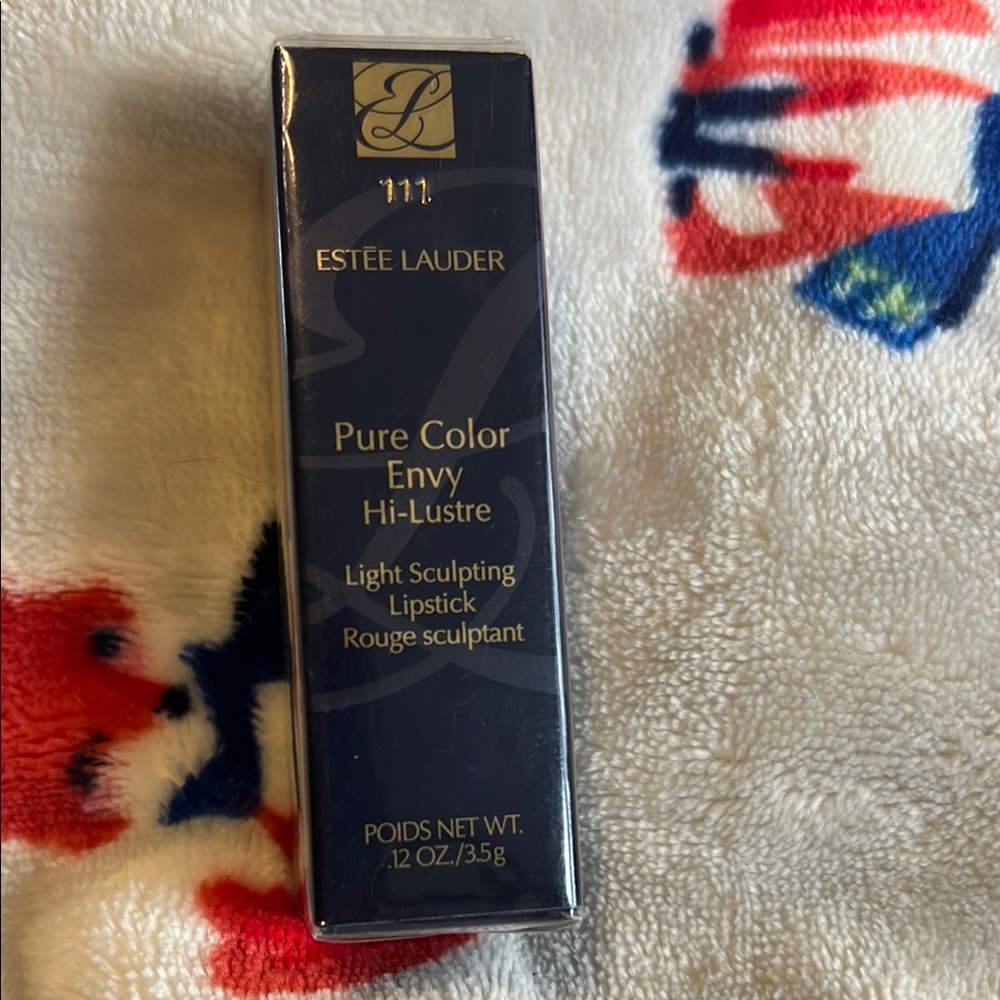 EL
111
ESTĒE LAUDER
Pure Color
Envy
Hi-Lustre
Light Sculpting
Lipstick
Rouge sculptant
POIDS NET WT.
.12 OZ./3.5g